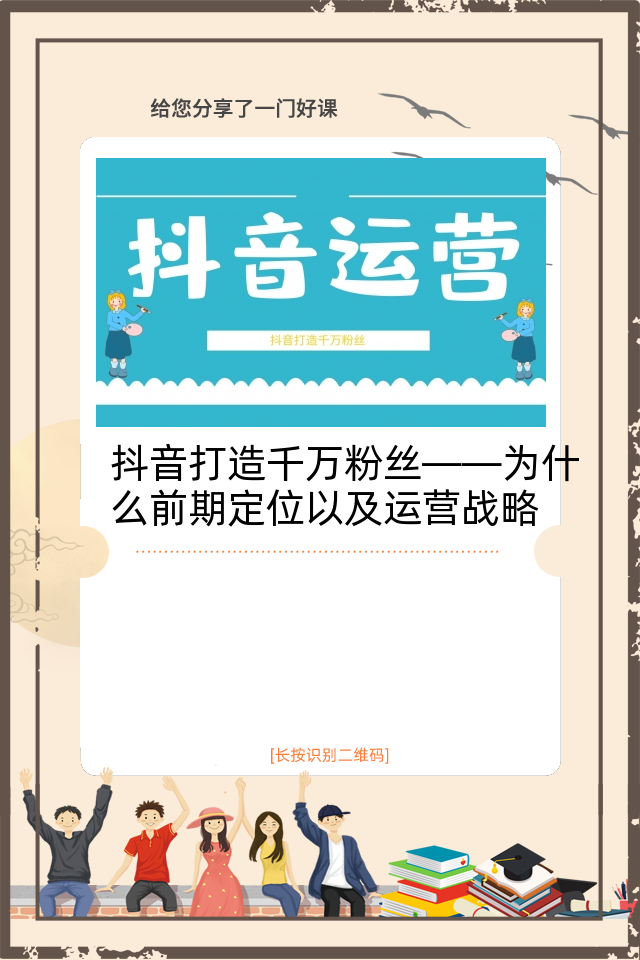 给您分享了一门好课
抖音运营
抖音打造千万粉丝
抖音打造千万粉丝——为什
么前期定位以及运营战略
[长按识别二维码]